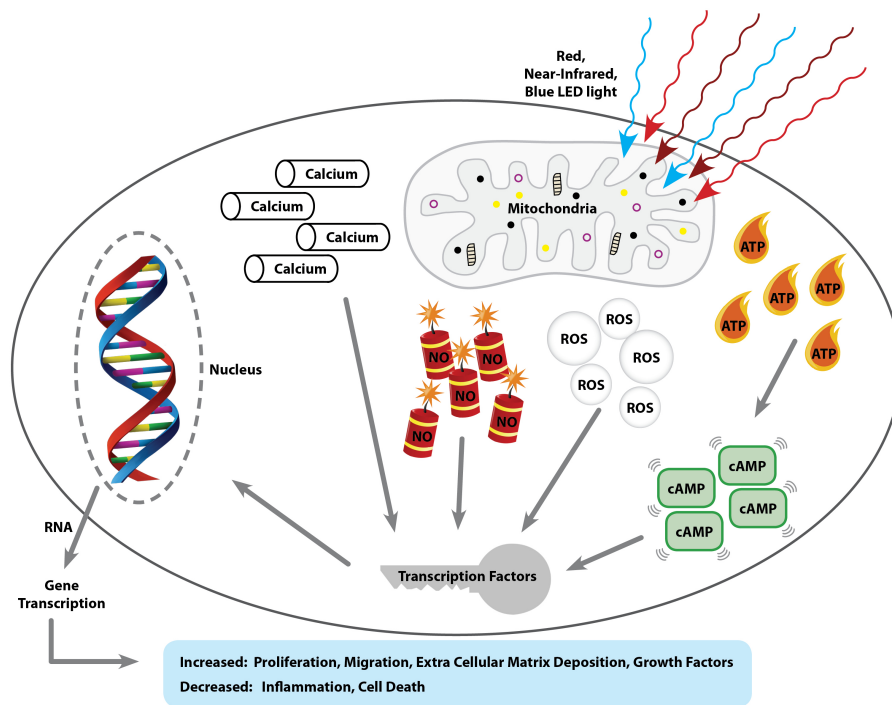 Red,
Near-Infrared,
Blue LED light
Calcium
Calcium
Calcium
Calcium
Mitochondria
ATP
ATP
ATP
ATP
ATP
NO
NO
NO
NO
NO
ROS
ROS
ROS
ROS
ROS
Nucleus
cAMP
cAMP
cAMP
cAMP
RNA
Transcription Factors
Gene
Transcription
Increased: Proliferation, Migration, Extra Cellular Matrix Deposition, Growth Factors
Decreased: Inflammation, Cell Death